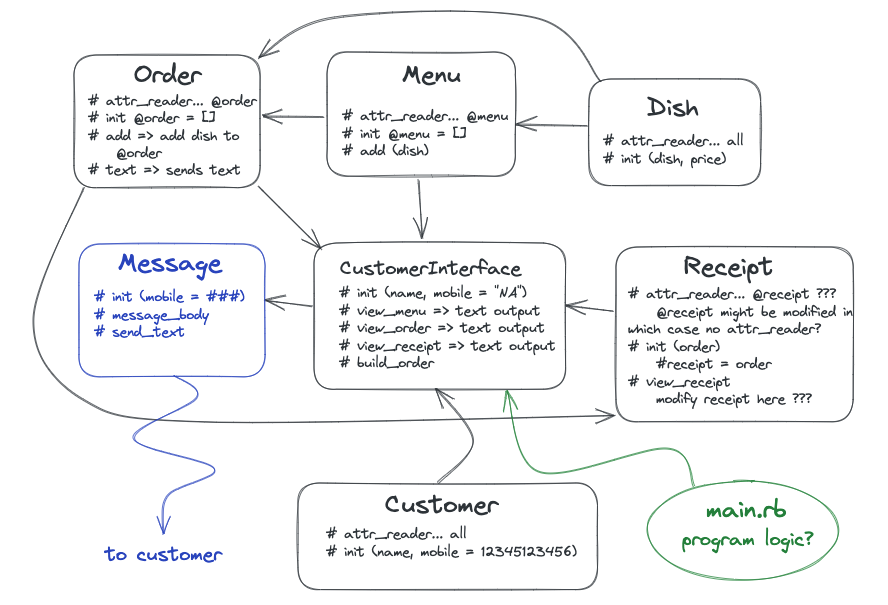 Order
# attr_reader... @order
# init @order = []
# add => add dish to
@order
# text => sends text
Menu
# attr_reader... @menu
# init @menu = []
# add (dish)
Dish
# attr_reader... all
# init (dish, price)
Message
# init (mobile = ###)
# message_body
# send_text
CustomerInterface
# init (name, mobile = "NA")
# view_menu => text output
# view_order => text output
# view_receipt => text output
# build_order
Receipt
# attr_reader... @receipt ???
@receipt might be modified in
which case no attr_reader?
# init (order)
#receipt = order
# view_receipt
modify receipt here ???
Customer
# attr_reader... all
# init (name, mobile = 12345123456)
main.rb
program logic?
to customer